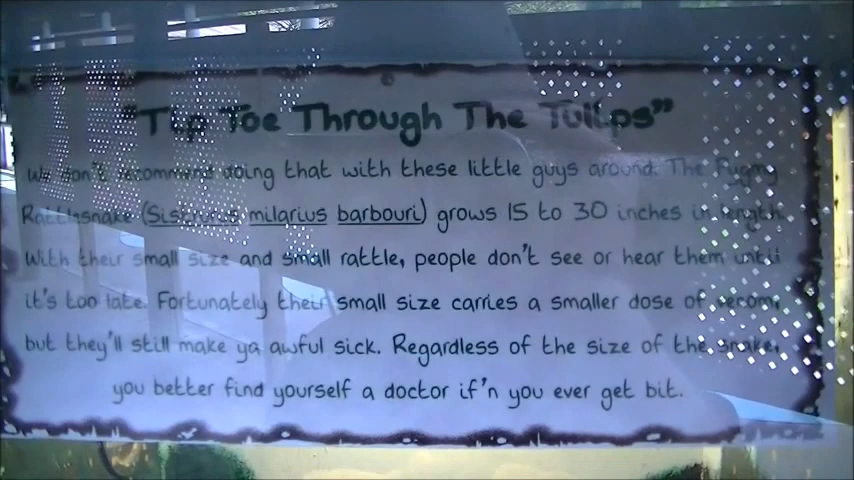 "Tip Toe Through The Tulips"
We don't recommend doing that with these little guys around. The Pygmy
Rattlesnake (Sistrurus milarius barbouri) grows 15 to 30 inches in length.
With their small size and small rattle, people don't see or hear them until
it's too late. Fortunately their small size carries a smaller dose of venom,
but they'll still make ya awful sick. Regardless of the size of the snake,
you better find yourself a doctor if'n you ever get bit.